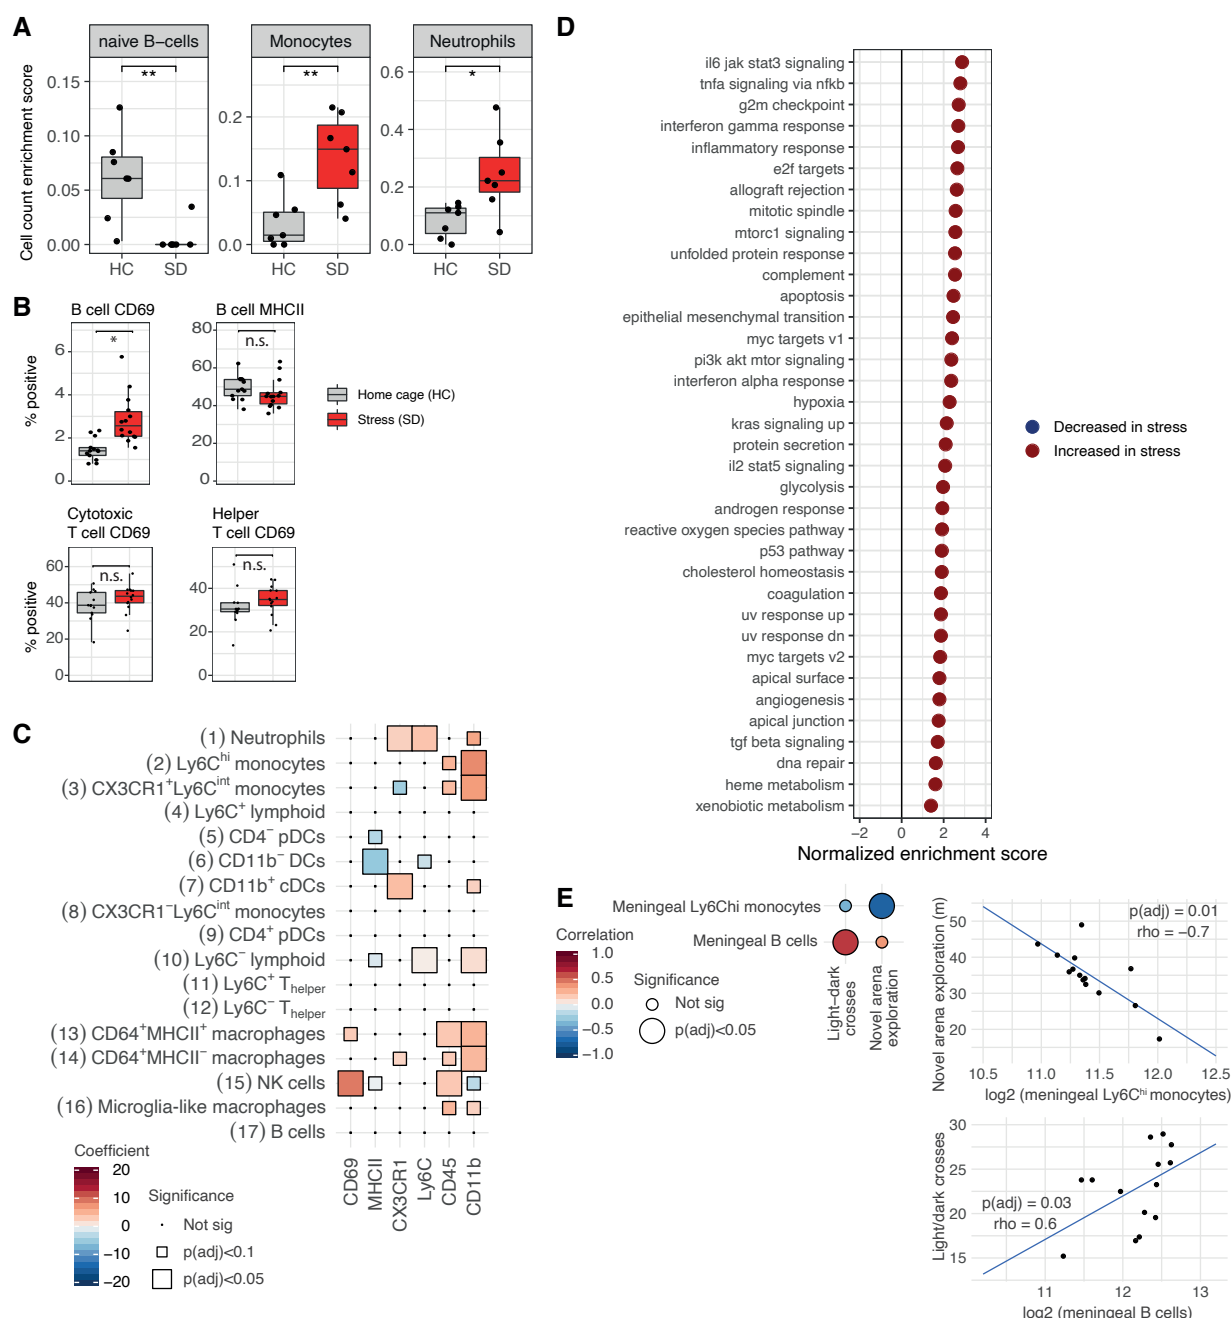 A
naive B−cells
Monocytes
Neutrophils
Cell count enrichment score
0.15
0.10
0.05
0.00
**
HC
SD
0.2
0.1
0.0
**
HC
SD
0.6
0.4
0.2
0.0
*
HC
SD
B
B cell CD69
B cell MHCII
% positive
6
4
2
0
*
80
60
40
20
0
n.s.
Home cage (HC)
Stress (SD)
Cytotoxic
T cell CD69
Helper
T cell CD69
% positive
60
40
20
0
n.s.
40
20
0
n.s.
C
(1) Neutrophils
(2) Ly6Chi monocytes
(3) CX3CR1+Ly6Cint monocytes
(4) Ly6C+ lymphoid
(5) CD4− pDCs
(6) CD11b− DCs
(7) CD11b+ cDCs
(8) CX3CR1−Ly6Cint monocytes
(9) CD4+ pDCs
(10) Ly6C− lymphoid
(11) Ly6C+ Thelper
(12) Ly6C− Thelper
(13) CD64+MHCII+ macrophages
(14) CD64+MHCII− macrophages
(15) NK cells
(16) Microglia-like macrophages
(17) B cells
CD69
MHCII
CX3CR1
Ly6C
CD45
CD11b
Coefficient
20
10
0
−10
−20
Significance
Not sig
p(adj)<0.1
p(adj)<0.05
D
il6 jak stat3 signaling
tnfa signaling via nfkb
g2m checkpoint
interferon gamma response
inflammatory response
e2f targets
allograft rejection
mitotic spindle
mtorc1 signaling
unfolded protein response
complement
apoptosis
epithelial mesenchymal transition
myc targets v1
pi3k akt mtor signaling
interferon alpha response
hypoxia
kras signaling up
protein secretion
il2 stat5 signaling
glycolysis
androgen response
reactive oxygen species pathway
p53 pathway
cholesterol homeostasis
coagulation
uv response up
uv response dn
myc targets v2
apical surface
angiogenesis
apical junction
tgf beta signaling
dna repair
heme metabolism
xenobiotic metabolism
−2 0 2 4
Normalized enrichment score
Decreased in stress
Increased in stress
E
Meningeal Ly6Chi monocytes
Meningeal B cells
Light−dark
crosses
Novel arena
exploration
Correlation
1.0
0.5
0.0
−0.5
−1.0
Significance
Not sig
p(adj)<0.05
Novel arena exploration (m)
50
40
30
20
p(adj) = 0.01
rho = −0.7
10.5 11.0 11.5 12.0 12.5
log2 (meningeal Ly6Chi monocytes)
Light/dark crosses
30
25
20
15
p(adj) = 0.03
rho = 0.6
11 12 13
log2 (meningeal B cells)